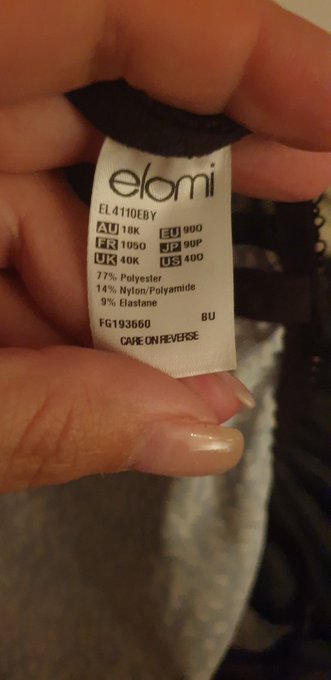 elomi
EL4110EBY
AU 18K EU 90O
FR 105O JP 90P
UK 40K US 40O
77% Polyester
14% Nylon/Polyamide
9% Elastane
FG193660 BU
CARE ON REVERSE